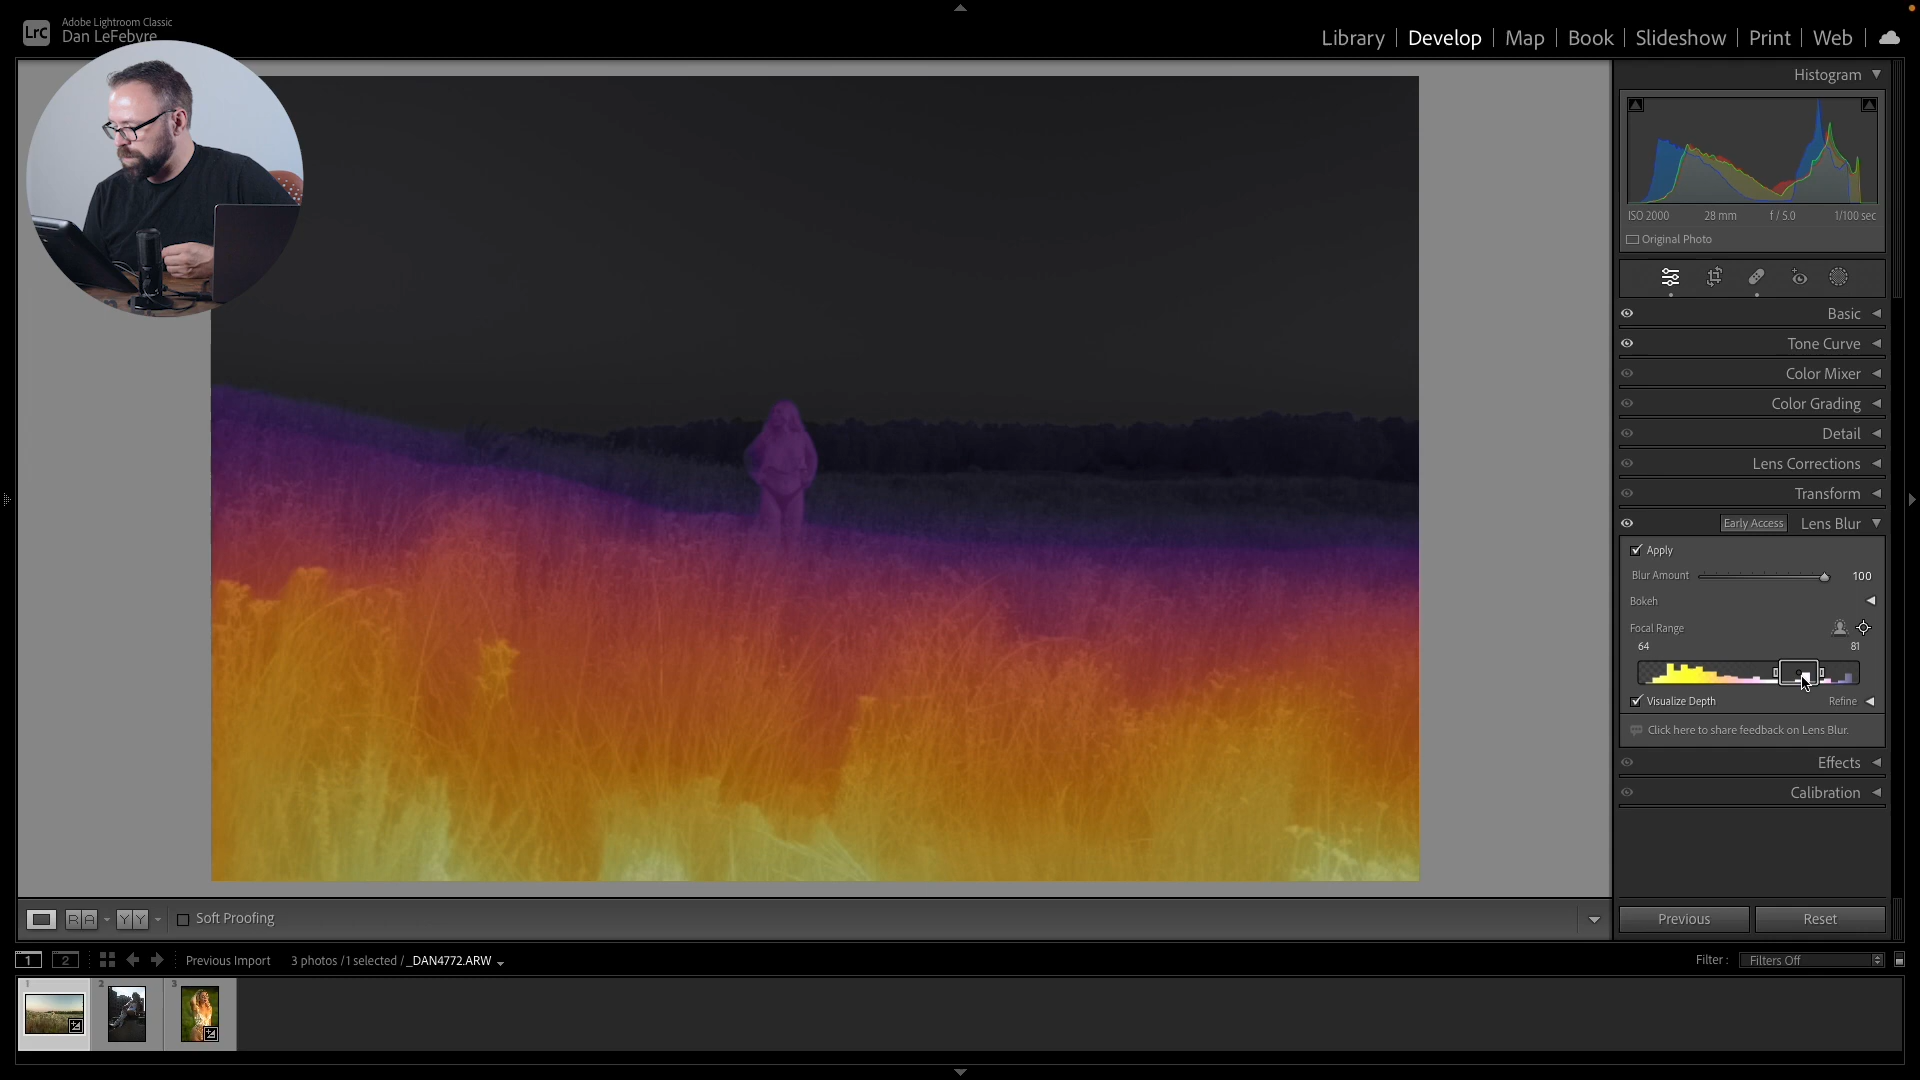 LrC
Adobe Lightroom Classic
Dan LeFebvre
Library | Develop | Map | Book | Slideshow | Print | Web
Histogram
ISO 2000 28 mm f / 5.0 1/100 sec
Original Photo
Basic
Tone Curve
Color Mixer
Color Grading
Detail
Lens Corrections
Transform
Early Access Lens Blur
Apply
Blur Amount 100
Bokeh
Focal Range
64 81
Visualize Depth Refine
Click here to share feedback on Lens Blur.
Effects
Calibration
R A Y Y Soft Proofing
Previous Reset
1 2 Previous Import 3 photos / 1 selected / _DAN4772.ARW
Filter : Filters Off
1 2 3